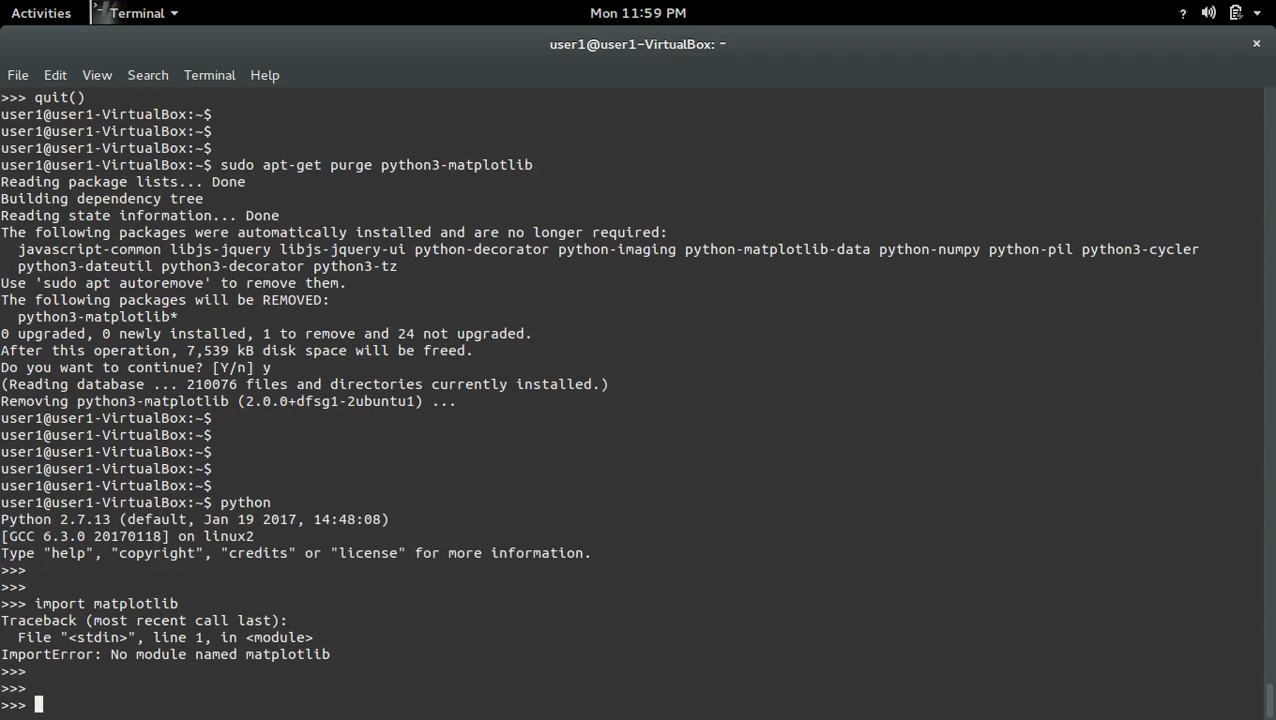 Activities Terminal Mon 11:59 PM ?
user1@user1-VirtualBox: ~ ×
File Edit View Search Terminal Help
>>> quit()
user1@user1-VirtualBox:~$
user1@user1-VirtualBox:~$
user1@user1-VirtualBox:~$
user1@user1-VirtualBox:~$ sudo apt-get purge python3-matplotlib
Reading package lists... Done
Building dependency tree
Reading state information... Done
The following packages were automatically installed and are no longer required:
  javascript-common libjs-jquery libjs-jquery-ui python-decorator python-imaging python-matplotlib-data python-numpy python-pil python3-cycler
  python3-dateutil python3-decorator python3-tz
Use 'sudo apt autoremove' to remove them.
The following packages will be REMOVED:
  python3-matplotlib*
0 upgraded, 0 newly installed, 1 to remove and 24 not upgraded.
After this operation, 7,539 kB disk space will be freed.
Do you want to continue? [Y/n] y
(Reading database ... 210076 files and directories currently installed.)
Removing python3-matplotlib (2.0.0+dfsg1-2ubuntu1) ...
user1@user1-VirtualBox:~$
user1@user1-VirtualBox:~$
user1@user1-VirtualBox:~$
user1@user1-VirtualBox:~$
user1@user1-VirtualBox:~$
user1@user1-VirtualBox:~$ python
Python 2.7.13 (default, Jan 19 2017, 14:48:08)
[GCC 6.3.0 20170118] on linux2
Type "help", "copyright", "credits" or "license" for more information.
>>>
>>>
>>> import matplotlib
Traceback (most recent call last):
  File "<stdin>", line 1, in <module>
ImportError: No module named matplotlib
>>>
>>>
>>>